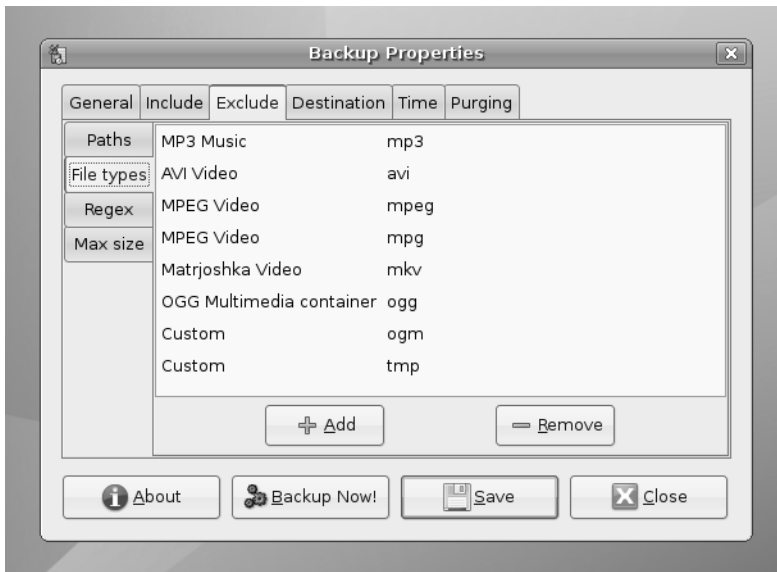 Backup Properties
General Include Exclude Destination Time Purging
Paths
File types
Regex
Max size
MP3 Music mp3
AVI Video avi
MPEG Video mpeg
MPEG Video mpg
Matrjoshka Video mkv
OGG Multimedia container ogg
Custom ogm
Custom tmp
Add Remove
About Backup Now! Save Close